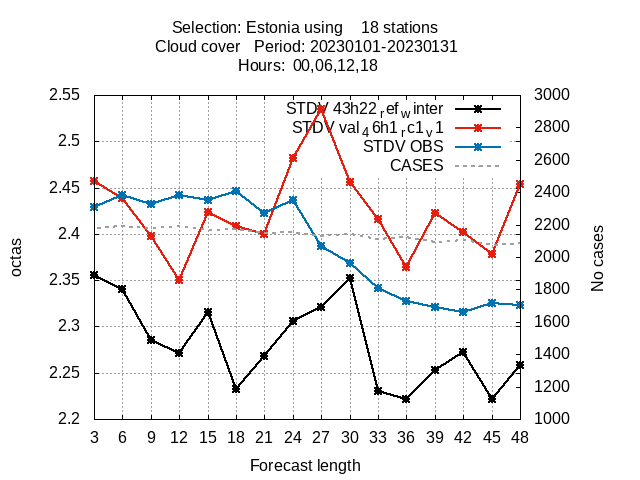 Selection: Estonia using    18 stations
Cloud cover   Period: 20230101-20230131
Hours:  00,06,12,18
2.55 3000
STDV 43h22refwinter
2800
STDV val46h1rc1v1
2.5
STDV OBS
2600
CASES
2.45 2400
2200
2.4
2000
2.35 1800
1600
2.3
1400
2.25
1200
2.2 1000
octas
No cases
3 6 9 12 15 18 21 24 27 30 33 36 39 42 45 48
Forecast length